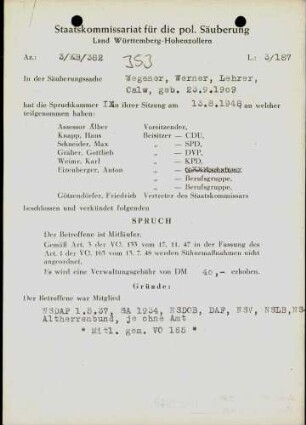 Staatskommissariat für die pol. Säuberung
Land Württemberg-Hohenzollern
Az.: 3/KB/382 353 L: 3/187
In der Säuberungssache Wegener, Werner, Lehrer,
Calw, geb. 23.9.1909
hat die Spruchkammer IX in ihrer Sitzung am 13.8.1948 an welcher
teilgenommen haben:
Assessor Älber Vorsitzender,
Knapp, Hans Beisitzer — CDU,
Schneider, Max — SPD,
Gruber, Gottlieb — DVP,
Weime, Karl — KPD,
Eizenberger, Anton
— Berufsgruppe,
— Berufsgruppe,
Götzendörfer, Friedrich Vertreter des Staatskommissars
beschlossen und verkündet folgenden
SPRUCH
Der Betroffene ist Mitläufer.
Gemäß Art. 3 der VO. 133 vom 17. 11. 47 in der Fassung des
Art. 1 der VO. 165 vom 13. 7. 48 werden Sühnemaßnahmen nicht
angeordnet.
Es wird eine Verwaltungsgebühr von DM 45,- erhoben.
Gründe:
Der Betroffene war Mitglied
NSDAP 1.5.37, SA 1934, NSDOB, DAF, NSV, NSLB, NS-
Altherrenbund, je ohne Amt
" Mitl. gem. VO 165 "